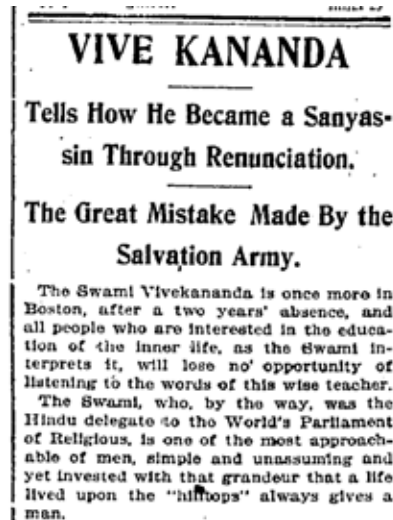 VIVE KANANDA
Tells How He Became a Sanyas-
sin Through Renunciation.
The Great Mistake Made By the
Salvation Army.
The Swami Vivekananda is once more in
Boston, after a two years' absence, and
all people who are interested in the educa-
tion of the inner life, as the Swami in-
terprets it, will lose no opportunity of
listening to the words of this wise teacher.
The Swami, who, by the way, was the
Hindu delegate to the World's Parliament
of Religious, is one of the most approach-
able of men, simple and unassuming and
yet invested with that grandeur that a life
lived upon the "hilltops" always gives a
man.